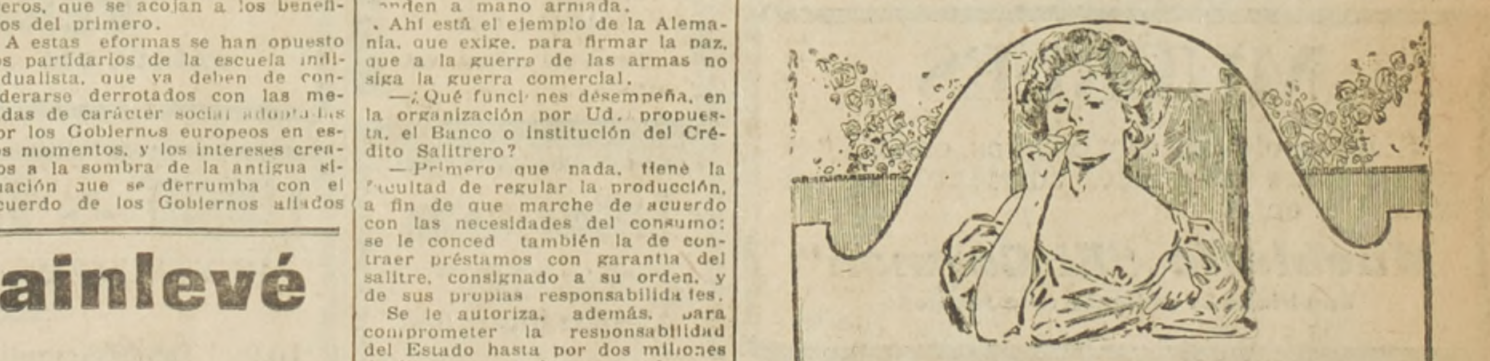 eros, que se acojan a los benefi-
os del primero.
A estas eformas se han opuesto
s partidarios de la escuela indi-
dualista, que ya deben de con-
derarse derrotados con las me-
das de carácter social adoptadas
or los Gobiernos europeos en es-
s momentos, y los intereses crea-
os a la sombra de la antigua si-
uación que se derrumba con el
cuerdo de los Gobiernos aliados
ainlevé
nden a mano armada.
Ahí está el ejemplo de la Alema-
nia, que exige, para firmar la paz,
que a la guerra de las armas no
siga la guerra comercial.
—¿Qué funci nes desempeña, en
la organización por Ud. propues-
ta, el Banco o Institución del Cré-
dito Salitrero?
—Primero que nada, tiene la
facultad de regular la producción,
a fin de que marche de acuerdo
con las necesidades del consumo;
se le conced también la de con-
traer préstamos con garantía del
salitre, consignado a su orden, y
de sus propias responsabilidades.
Se le autoriza, además, para
comprometer la responsabilidad
del Estado hasta por dos millones